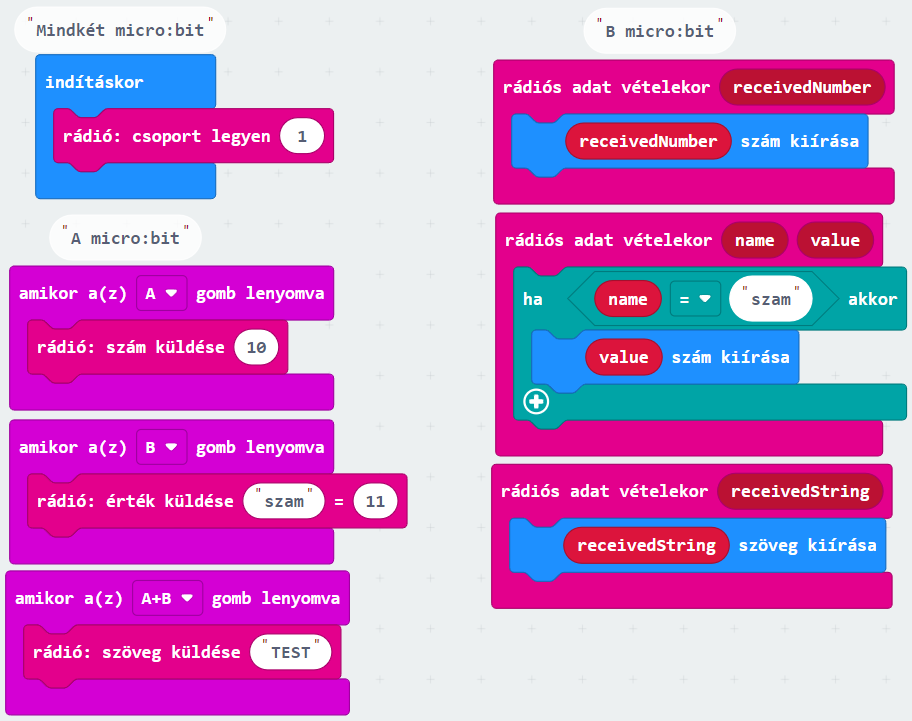 "Mindkét micro:bit"
indításkor
rádió: csoport legyen 1
"A micro:bit"
amikor a(z) A gomb lenyomva
rádió: szám küldése 10
amikor a(z) B gomb lenyomva
rádió: érték küldése "szam" = 11
amikor a(z) A+B gomb lenyomva
rádió: szöveg küldése "TEST"
"B micro:bit"
rádiós adat vételekor receivedNumber
receivedNumber szám kiírása
rádiós adat vételekor name value
ha name = "szam" akkor
value szám kiírása
rádiós adat vételekor receivedString
receivedString szöveg kiírása